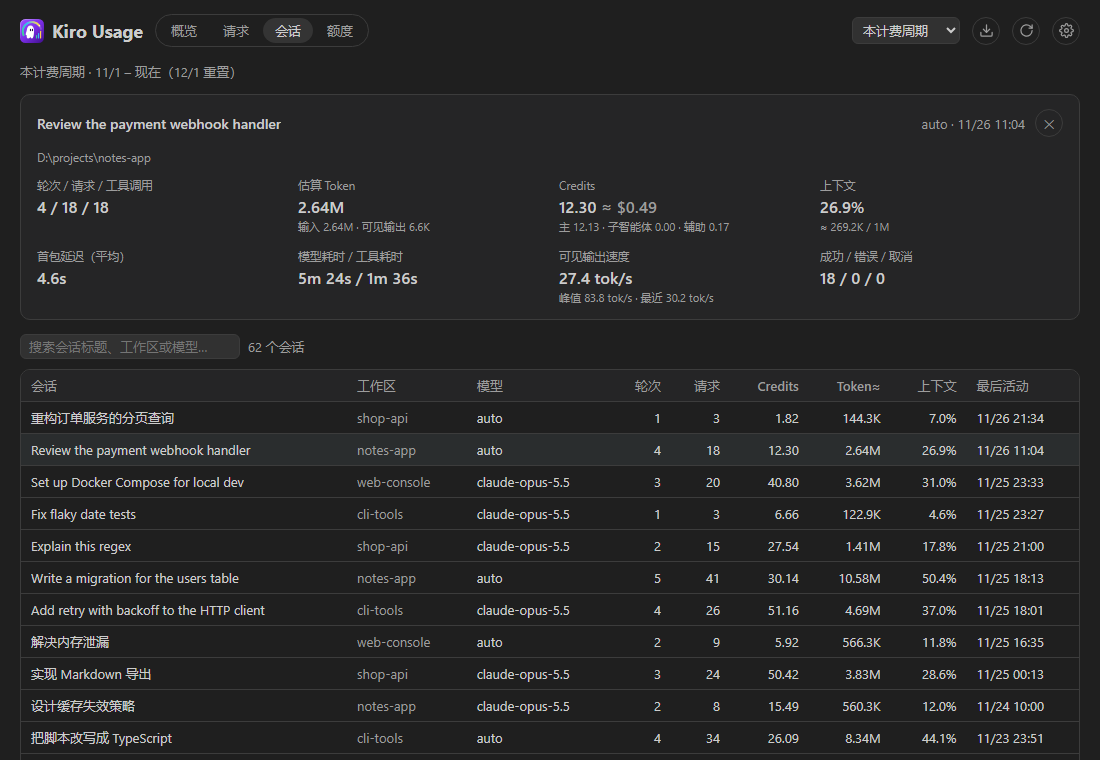 Kiro Usage 概览 请求 会话 额度 本计费周期
本计费周期 · 11/1 – 现在（12/1 重置）
Review the payment webhook handler auto · 11/26 11:04
D:\projects\notes-app
轮次 / 请求 / 工具调用 估算 Token Credits 上下文
4 / 18 / 18 2.64M 12.30 ≈ $0.49 26.9%
输入 2.64M · 可见输出 6.6K 主 12.13 · 子智能体 0.00 · 辅助 0.17 ≈ 269.2K / 1M
首包延迟（平均） 模型耗时 / 工具耗时 可见输出速度 成功 / 错误 / 取消
4.6s 5m 24s / 1m 36s 27.4 tok/s 18 / 0 / 0
峰值 83.8 tok/s · 最近 30.2 tok/s
搜索会话标题、工作区或模型... 62 个会话
会话 工作区 模型 轮次 请求 Credits Token≈ 上下文 最后活动
重构订单服务的分页查询 shop-api auto 1 3 1.82 144.3K 7.0% 11/26 21:34
Review the payment webhook handler notes-app auto 4 18 12.30 2.64M 26.9% 11/26 11:04
Set up Docker Compose for local dev web-console claude-opus-5.5 3 20 40.80 3.62M 31.0% 11/25 23:33
Fix flaky date tests cli-tools claude-opus-5.5 1 3 6.66 122.9K 4.6% 11/25 23:27
Explain this regex shop-api claude-opus-5.5 2 15 27.54 1.41M 17.8% 11/25 21:00
Write a migration for the users table notes-app auto 5 41 30.14 10.58M 50.4% 11/25 18:13
Add retry with backoff to the HTTP client cli-tools claude-opus-5.5 4 26 51.16 4.69M 37.0% 11/25 18:01
解决内存泄漏 web-console auto 2 9 5.92 566.3K 11.8% 11/25 16:35
实现 Markdown 导出 shop-api claude-opus-5.5 3 24 50.42 3.83M 28.6% 11/25 00:13
设计缓存失效策略 notes-app claude-opus-5.5 2 8 15.49 560.3K 12.0% 11/24 10:00
把脚本改写成 TypeScript cli-tools auto 4 34 26.09 8.34M 44.1% 11/23 23:51